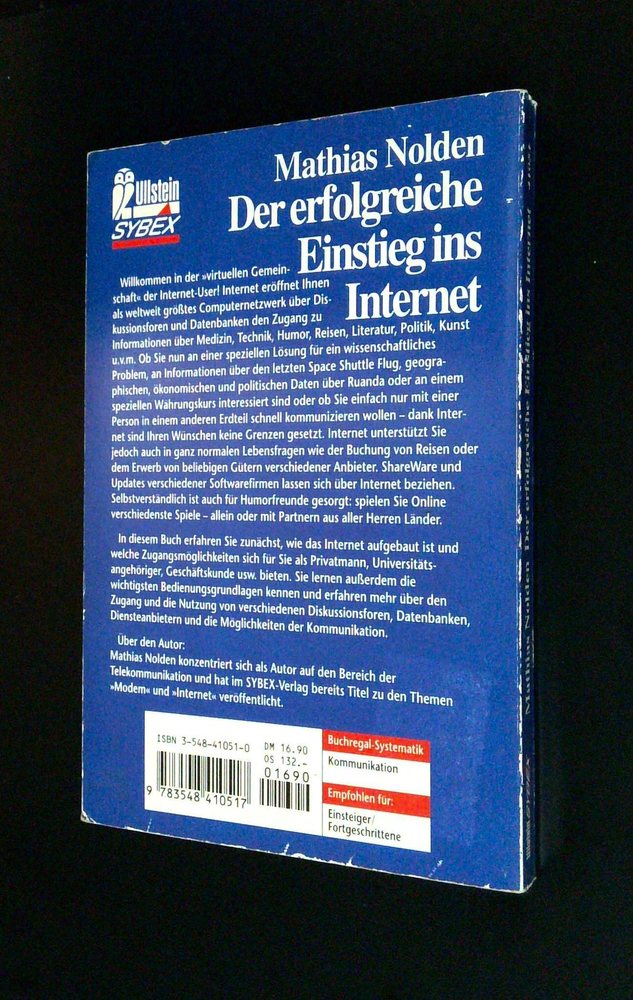 Ullstein
SYBEX
Mathias Nolden
Der erfolgreiche
Einstieg ins
Internet
Willkommen in der »virtuellen Gemein-
schaft« der Internet-User! Internet eröffnet Ihnen
als weltweit größtes Computernetzwerk über Dis-
kussionsforen und Datenbanken den Zugang zu
Informationen über Medizin, Technik, Humor, Reisen, Literatur, Politik, Kunst
u.v.m. Ob Sie nun an einer speziellen Lösung für ein wissenschaftliches
Problem, an Informationen über den letzten Space Shuttle Flug, geogra-
phischen, ökonomischen und politischen Daten über Ruanda oder an einem
speziellen Währungskurs interessiert sind oder ob Sie einfach nur mit einer
Person in einem anderen Erdteil schnell kommunizieren wollen – dank Inter-
net sind Ihren Wünschen keine Grenzen gesetzt. Internet unterstützt Sie
jedoch auch in ganz normalen Lebensfragen wie der Buchung von Reisen oder
dem Erwerb von beliebigen Gütern verschiedener Anbieter. ShareWare und
Updates verschiedener Softwarefirmen lassen sich über Internet beziehen.
Selbstverständlich ist auch für Humorfreunde gesorgt: spielen Sie Online
verschiedenste Spiele – allein oder mit Partnern aus aller Herren Länder.
In diesem Buch erfahren Sie zunächst, wie das Internet aufgebaut ist und
welche Zugangsmöglichkeiten sich für Sie als Privatmann, Universitäts-
angehöriger, Geschäftskunde usw. bieten. Sie lernen außerdem die
wichtigsten Bedienungsgrundlagen kennen und erfahren mehr über den
Zugang und die Nutzung von verschiedenen Diskussionsforen, Datenbanken,
Diensteanbietern und die Möglichkeiten der Kommunikation.
Über den Autor:
Mathias Nolden konzentriert sich als Autor auf den Bereich der
Telekommunikation und hat im SYBEX-Verlag bereits Titel zu den Themen
»Modem« und »Internet« veröffentlicht.
ISBN 3-548-41051-0
DM 16.90
OS 132.-
01690
9 783548 410517
Buchregal-Systematik
Kommunikation
Empfohlen für:
Einsteiger/
Fortgeschrittene
Mathias Nolden Der erfolgreiche Einstieg ins Internet